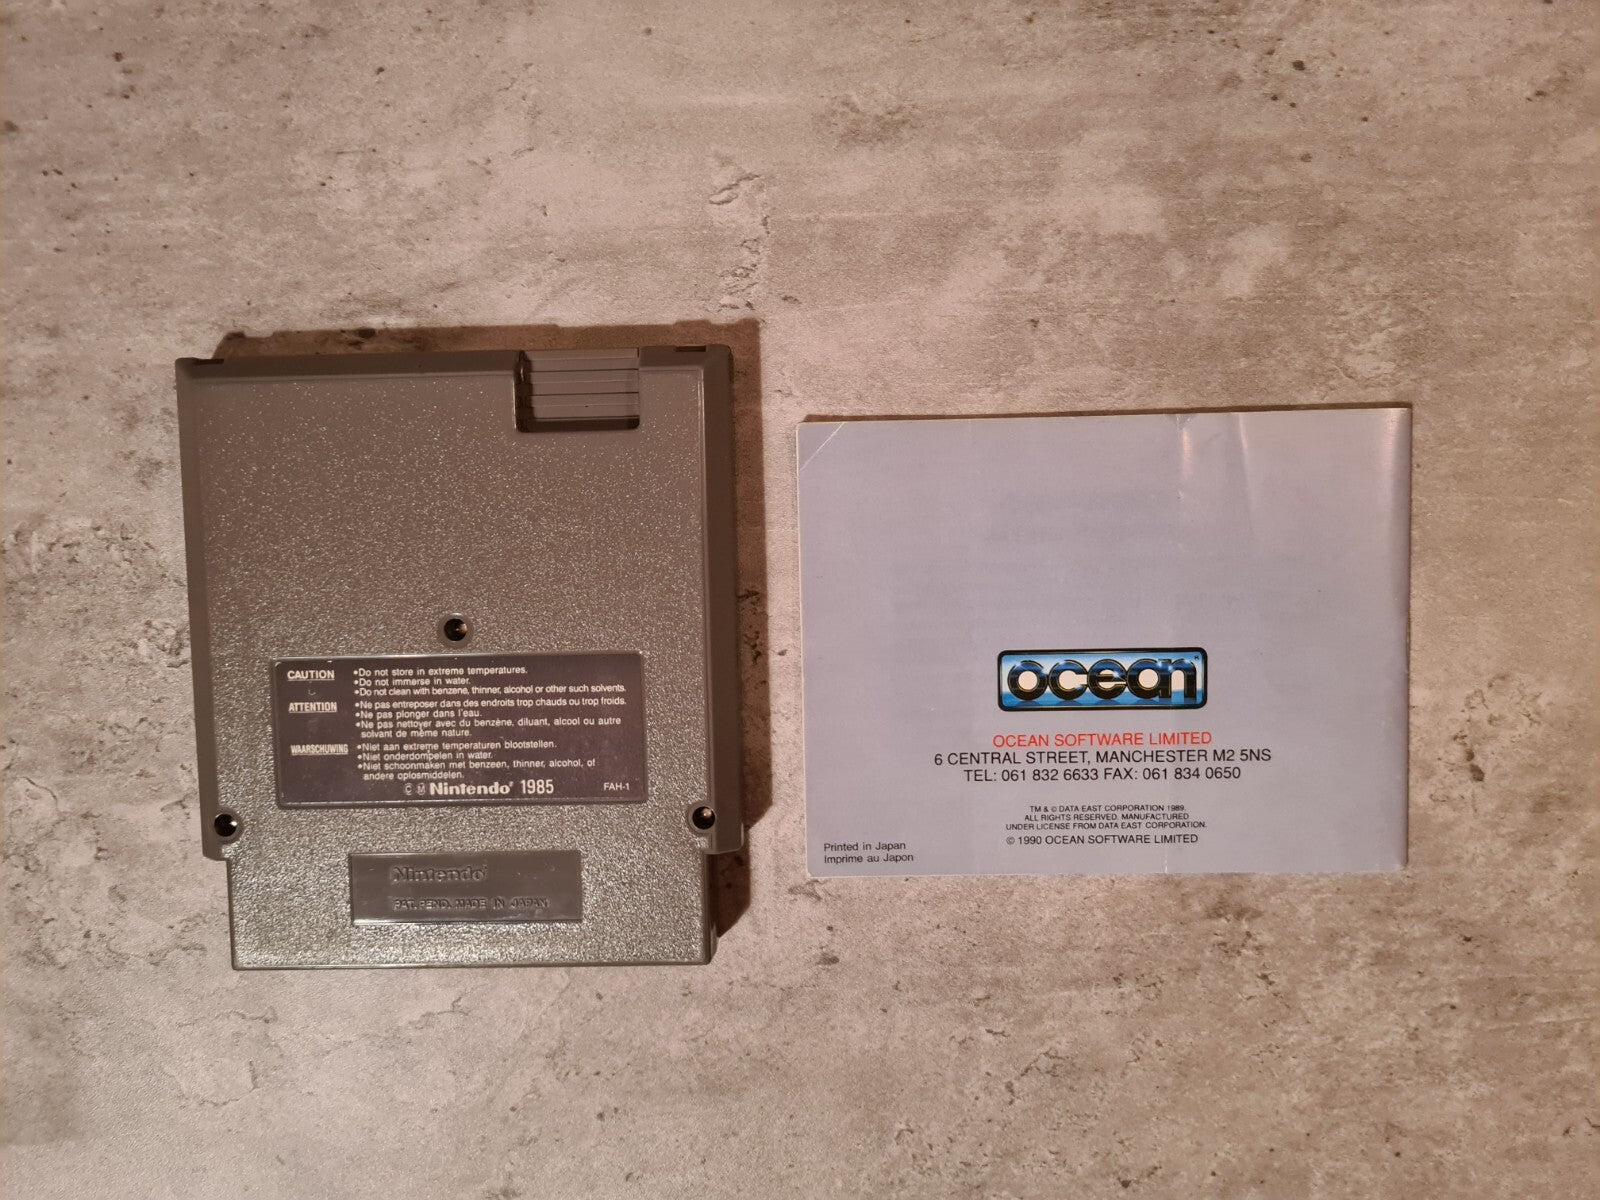 CAUTION
•Do not store in extreme temperatures.
•Do not immerse in water.
•Do not clean with benzene, thinner, alcohol or other such solvents.
ATTENTION
•Ne pas entreposer dans des endroits trop chauds ou trop froids.
•Ne pas plonger dans l'eau.
•Ne pas nettoyer avec du benzène, diluant, alcool ou autre
solvant de même nature.
WAARSCHUWING
•Niet aan extreme temperaturen blootstellen.
•Niet onderdompelen in water.
•Niet schoonmaken met benzeen, thinner, alcohol, of
andere oplosmiddelen.
© M Nintendo® 1985
FAH-1
Nintendo®
PAT. PEND. MADE IN JAPAN
ocean®
OCEAN SOFTWARE LIMITED
6 CENTRAL STREET, MANCHESTER M2 5NS
TEL: 061 832 6633 FAX: 061 834 0650
TM & © DATA EAST CORPORATION 1989.
ALL RIGHTS RESERVED. MANUFACTURED
UNDER LICENSE FROM DATA EAST CORPORATION.
© 1990 OCEAN SOFTWARE LIMITED
Printed in Japan
Imprime au Japon